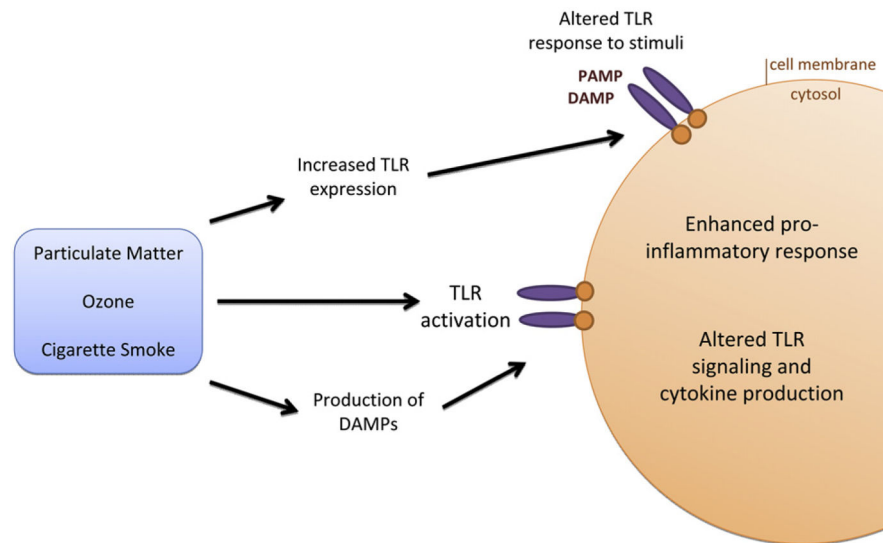 Altered TLR
response to stimuli
PAMP
DAMP
cell membrane
cytosol
Increased TLR
expression
Particulate Matter
Ozone
Cigarette Smoke
TLR
activation
Production of
DAMPs
Enhanced pro-
inflammatory response
Altered TLR
signaling and
cytokine production